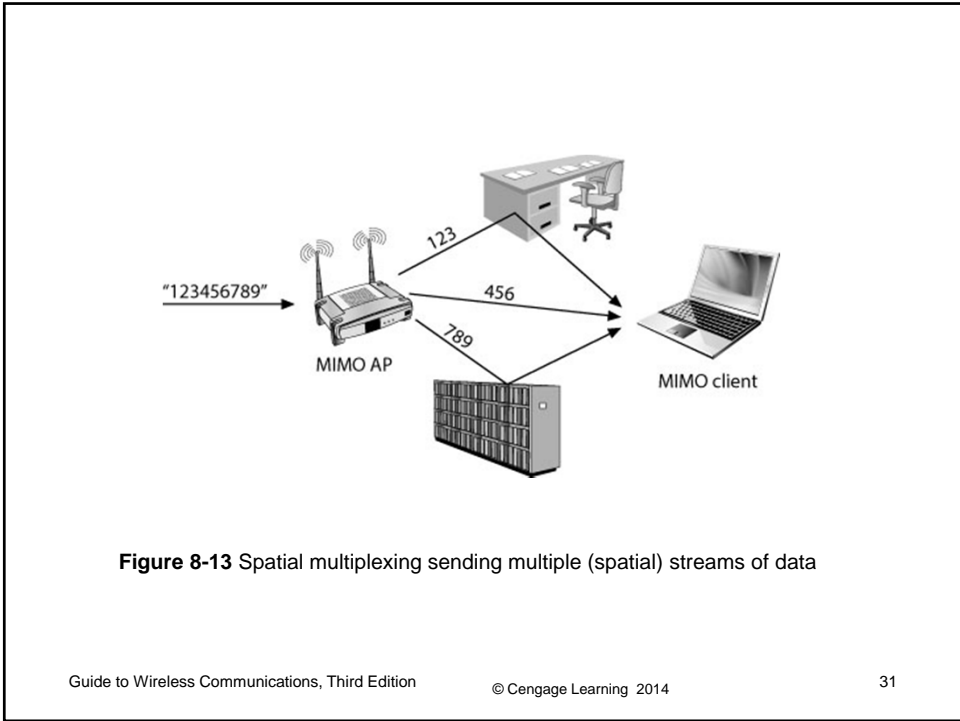 123
"123456789"
456
789
MIMO AP
MIMO client
Figure 8-13 Spatial multiplexing sending multiple (spatial) streams of data
Guide to Wireless Communications, Third Edition
© Cengage Learning 2014
31